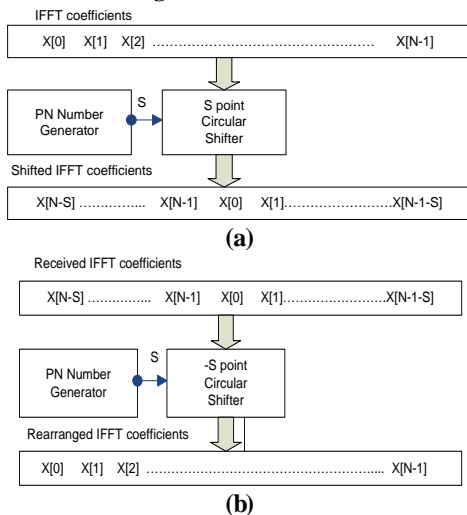 IFFT coefficients
X[0] X[1] X[2] ……………………………………………… X[N-1]
PN Number Generator
S
S point Circular Shifter
Shifted IFFT coefficients
X[N-S] ………... X[N-1] X[0] X[1]……………………X[N-1-S]
(a)
Received IFFT coefficients
X[N-S] ………... X[N-1] X[0] X[1]……………………X[N-1-S]
PN Number Generator
S
-S point Circular Shifter
Rearranged IFFT coefficients
X[0] X[1] X[2] ………………………………………………... X[N-1]
(b)